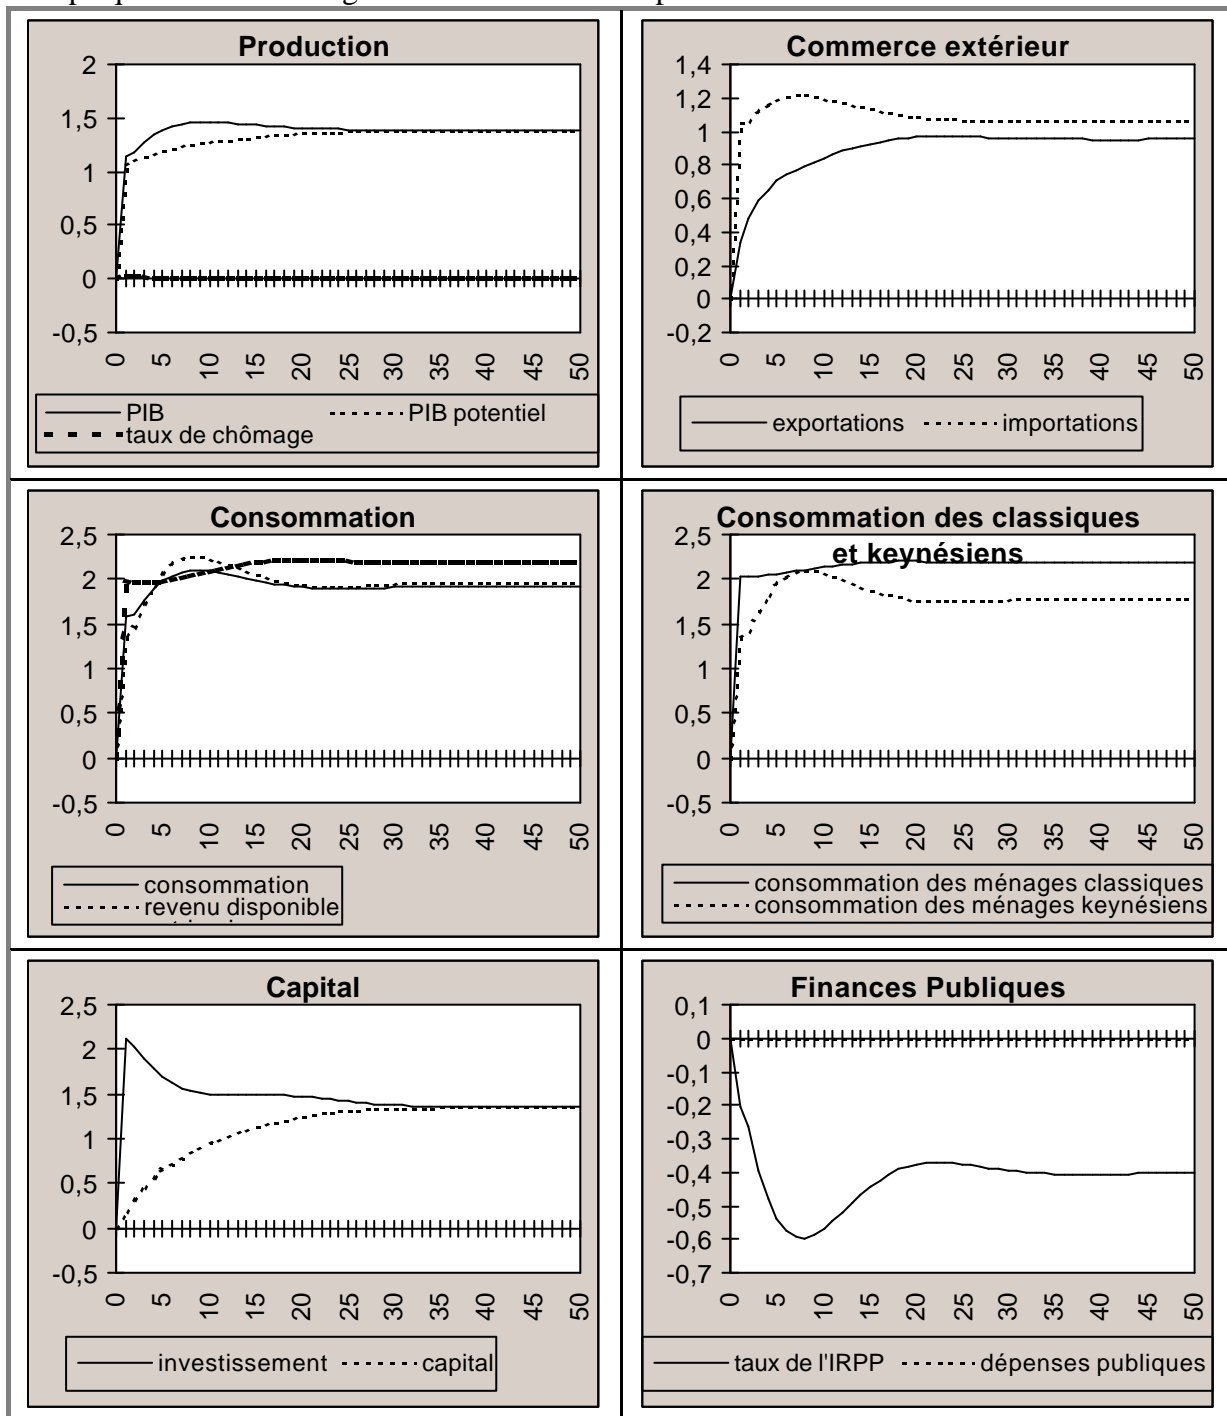 Production
2
1,5
1
0,5
0
-0,5
0 5 10 15 20 25 30 35 40 45 50
PIB PIB potentiel
taux de chômage
Commerce extérieur
1,4
1,2
1
0,8
0,6
0,4
0,2
0
-0,2
0 5 10 15 20 25 30 35 40 45 50
exportations importations
Consommation
2,5
2
1,5
1
0,5
0
-0,5
0 5 10 15 20 25 30 35 40 45 50
consommation
revenu disponible
Consommation des classiques
et keynésiens
2,5
2
1,5
1
0,5
0
-0,5
0 5 10 15 20 25 30 35 40 45 50
consommation des ménages classiques
consommation des ménages keynésiens
Capital
2,5
2
1,5
1
0,5
0
-0,5
0 5 10 15 20 25 30 35 40 45 50
investissement capital
Finances Publiques
0,1
0
-0,1
-0,2
-0,3
-0,4
-0,5
-0,6
-0,7
0 5 10 15 20 25 30 35 40 45 50
taux de l'IRPP dépenses publiques